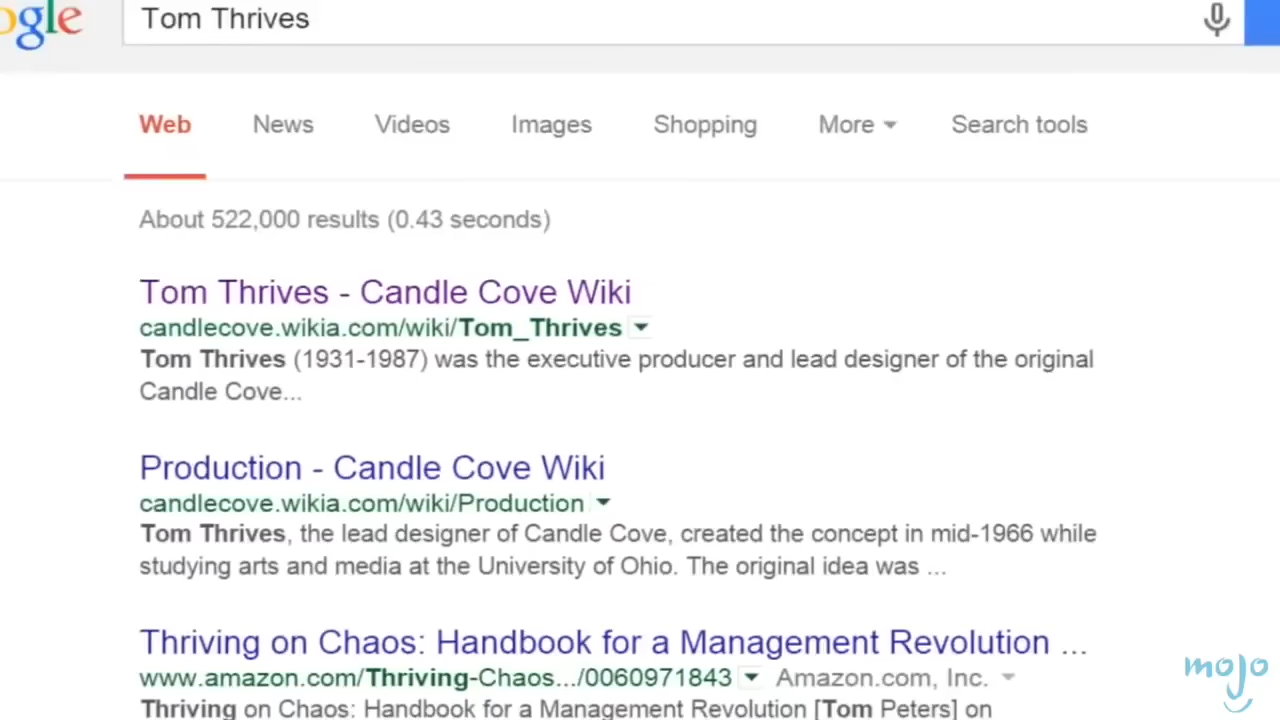 ogle
Tom Thrives
Web News Videos Images Shopping More Search tools
About 522,000 results (0.43 seconds)
Tom Thrives - Candle Cove Wiki
candlecove.wikia.com/wiki/Tom_Thrives
Tom Thrives (1931-1987) was the executive producer and lead designer of the original
Candle Cove...
Production - Candle Cove Wiki
candlecove.wikia.com/wiki/Production
Tom Thrives, the lead designer of Candle Cove, created the concept in mid-1966 while
studying arts and media at the University of Ohio. The original idea was ...
Thriving on Chaos: Handbook for a Management Revolution ...
www.amazon.com/Thriving-Chaos.../0060971843 Amazon.com, Inc.
Thriving on Chaos: Handbook for a Management Revolution [Tom Peters] on
mojo